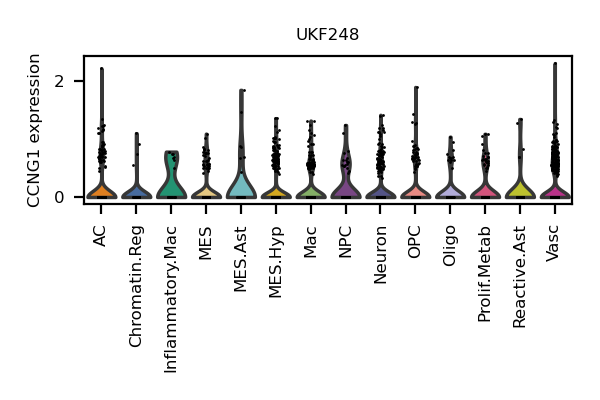 UKF248
CCNG1 expression
2
0
AC
Chromatin.Reg
Inflammatory.Mac
MES
MES.Ast
MES.Hyp
Mac
NPC
Neuron
OPC
Oligo
Prolif.Metab
Reactive.Ast
Vasc